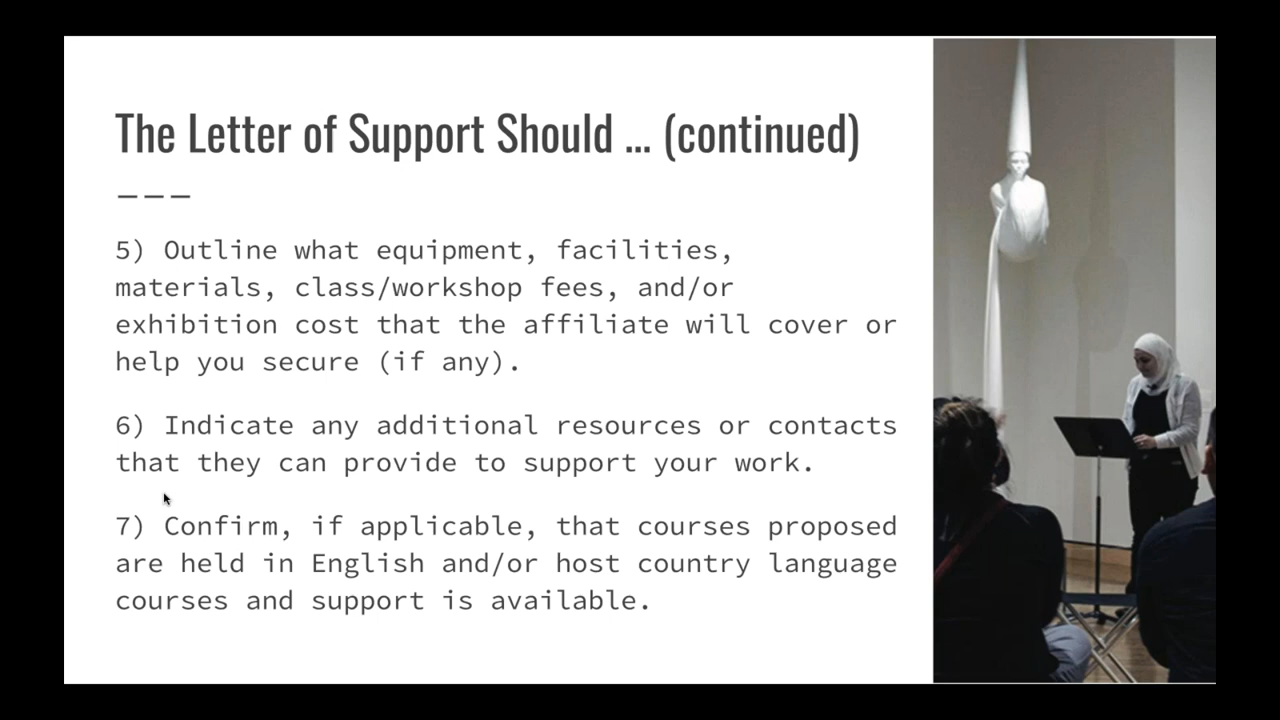 The Letter of Support Should ... (continued)
5) Outline what equipment, facilities,
materials, class/workshop fees, and/or
exhibition cost that the affiliate will cover or
help you secure (if any).
6) Indicate any additional resources or contacts
that they can provide to support your work.
7) Confirm, if applicable, that courses proposed
are held in English and/or host country language
courses and support is available.